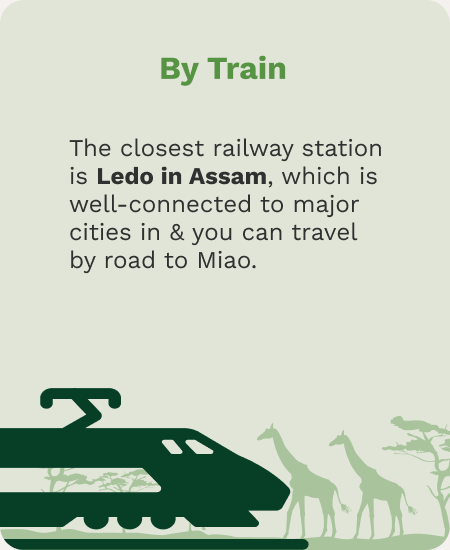 By Train
The closest railway station
is Ledo in Assam, which is
well-connected to major
cities in & you can travel
by road to Miao.